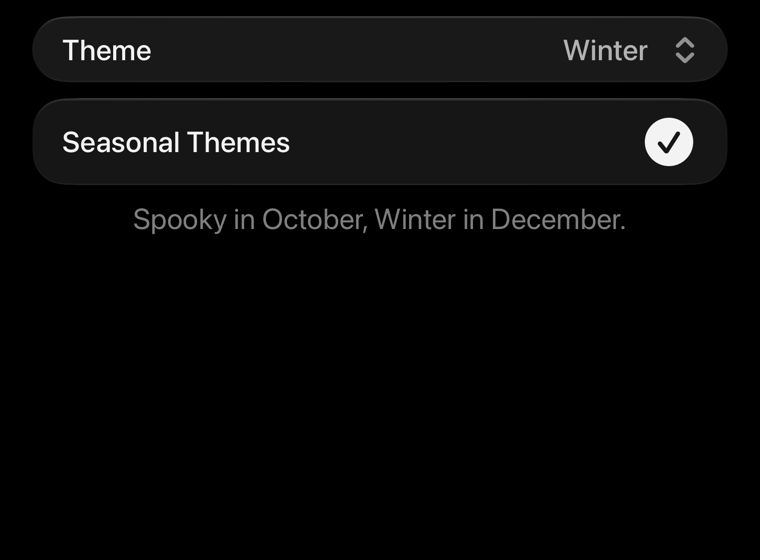 Theme
Winter
Seasonal Themes
Spooky in October, Winter in December.